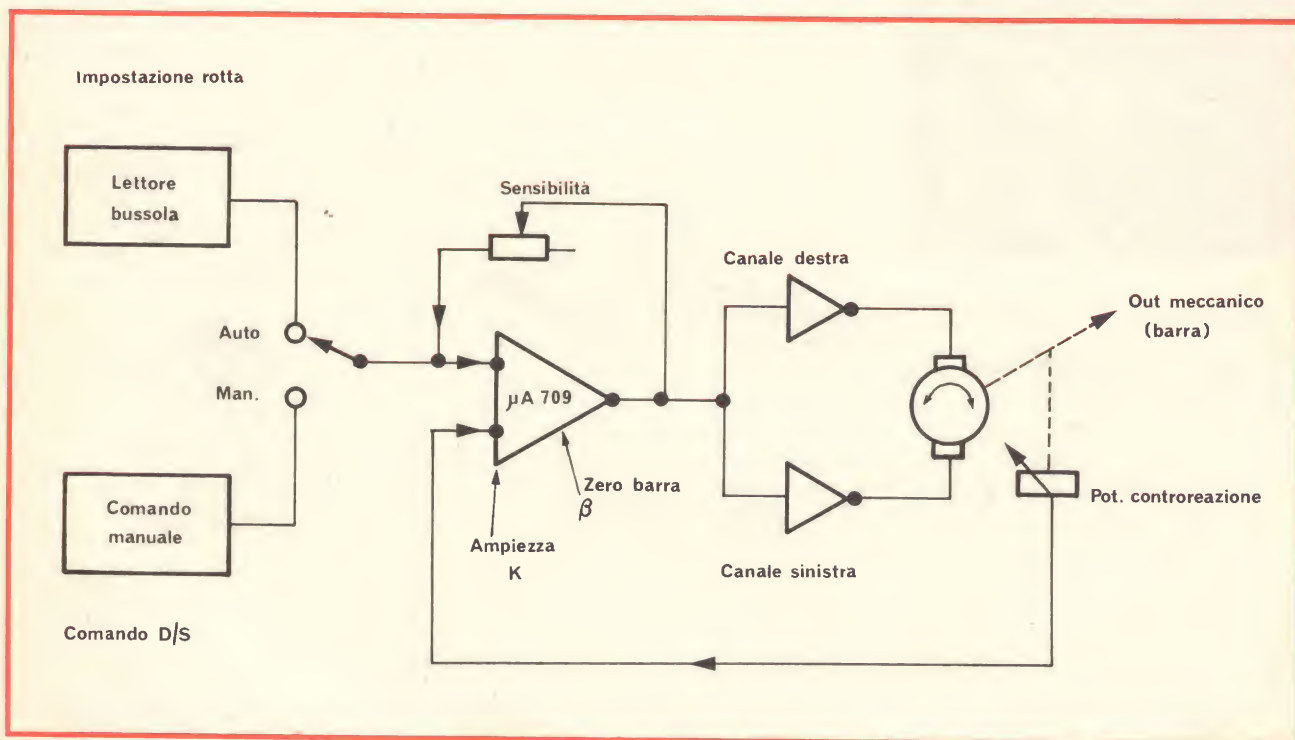 Impostazione rotta
Lettore
bussola
Sensibilità
Canale destra
Out meccanico
(barra)
Auto
Man.
μA 709
Zero barra
β
Pot. controreazione
Comando
manuale
Ampiezza
K
Canale sinistra
Comando D/S